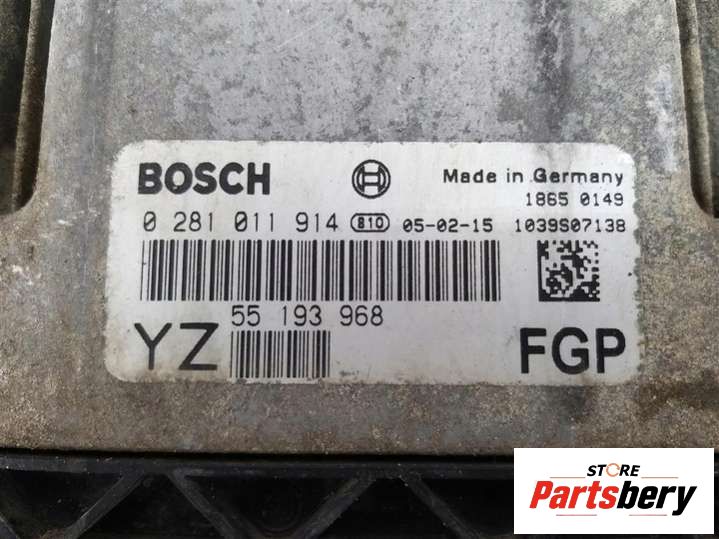 BOSCH Made in Germany
1865 0149
0 281 011 914 B10 05-02-15 1039S07138
55 193 968
YZ FGP
STORE
Partsbery